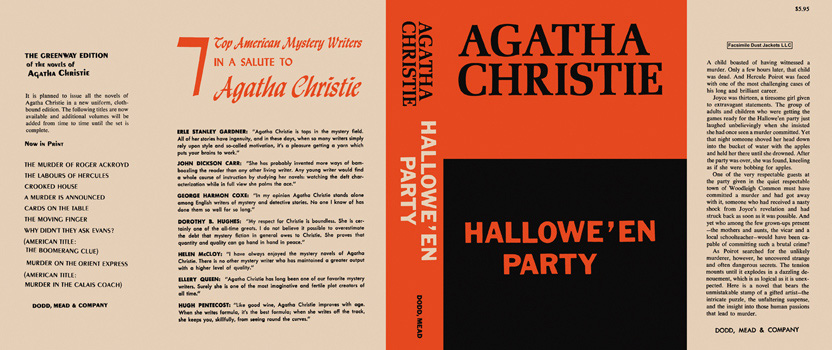 THE GREENWAY EDITION
of the novels of
AGATHA CHRISTIE
It is planned to issue all the novels of
Agatha Christie in a new uniform, cloth-
bound edition. The following titles are now
available and additional volumes will be
added from time to time until the set is
complete.
Now in Print
THE MURDER OF ROGER ACKROYD
THE LABOURS OF HERCULES
CROOKED HOUSE
A MURDER IS ANNOUNCED
CARDS ON THE TABLE
THE MOVING FINGER
WHY DIDN'T THEY ASK EVANS?
(AMERICAN TITLE:
THE BOOMERANG CLUE)
MURDER ON THE ORIENT EXPRESS
(AMERICAN TITLE:
MURDER IN THE CALAIS COACH)
DODD, MEAD & COMPANY
7 Top American Mystery Writers
IN A SALUTE TO
Agatha Christie
ERLE STANLEY GARDNER: "Agatha Christie is tops in the mystery field.
All of her stories have ingenuity, and in these days, when so many writers simply
rely upon style and so-called motivation, it's a pleasure getting a yarn which
puts your brains to work."
JOHN DICKSON CARR: "She has probably invented more ways of bam-
boozling the reader than any other living writer. Any young writer would find
a whole course of instruction by studying her novels: watching the deft char-
acterization while in full view she palms the ace."
GEORGE HARMON COXE: "In my opinion Agatha Christie stands alone
among English writers of mystery and detective stories. No one I know of has
done them so well for so long."
DOROTHY B. HUGHES: "My respect for Christie is boundless. She is cer-
tainly one of the all-time greats. I do not believe it possible to overestimate
the debt that mystery fiction in general owes to Christie. She proves that
quantity and quality can go hand in hand in peace."
HELEN McCLOY: "I have always enjoyed the mystery novels of Agatha
Christie. There is no other mystery writer who has maintained a greater output
with a higher level of quality."
ELLERY QUEEN: "Agatha Christie has long been one of our favorite mystery
writers. Surely she is one of the most imaginative and fertile plot creators of
all time."
HUGH PENTECOST: "Like good wine, Agatha Christie improves with age.
When she writes formula, it's the best formula; when she writes off the track,
she keeps you, skillfully, from seeing round the curves."
AGATHA
CHRISTIE
HALLOWE'EN
PARTY
DODD, MEAD
AGATHA
CHRISTIE
HALLOWE'EN
PARTY
$5.95
Facsimile Dust Jackets LLC
A child boasted of having witnessed a
murder. Only a few hours later, that child
was dead. And Hercule Poirot was faced
with one of the most challenging cases of
his long and brilliant career.
Joyce was thirteen, a tiresome girl given
to extravagant statements. The group of
adults and children who were getting the
games ready for the Hallowe'en party just
laughed unbelievingly when she insisted
she had once seen a murder committed. Yet
that night someone shoved her head down
into the bucket of water with the apples
and held her there until she drowned. After
the party was over, she was found, kneeling
as if she were bobbing for apples.
One of the very respectable guests at
the party given in the quiet respectable
town of Woodleigh Common must have
committed a murder and had got away
with it, someone who had received a nasty
shock from Joyce's revelation and had
struck back as soon as it was possible. And
yet who among the few grown-ups present
—the mothers and aunts, the vicar and a
local schoolteacher—would have been ca-
pable of committing such a brutal crime?
As Poirot searched for the unlikely
murderer, however, he uncovered strange
and often dangerous secrets. The tension
mounts until it explodes in a dazzling de-
nouement, which is as logical as it is unex-
pected. Here is a novel that bears the
unmistakable stamp of a gifted artist—the
intricate puzzle, the unfaltering suspense,
and the insight into those human passions
that lead to murder.
DODD, MEAD & COMPANY